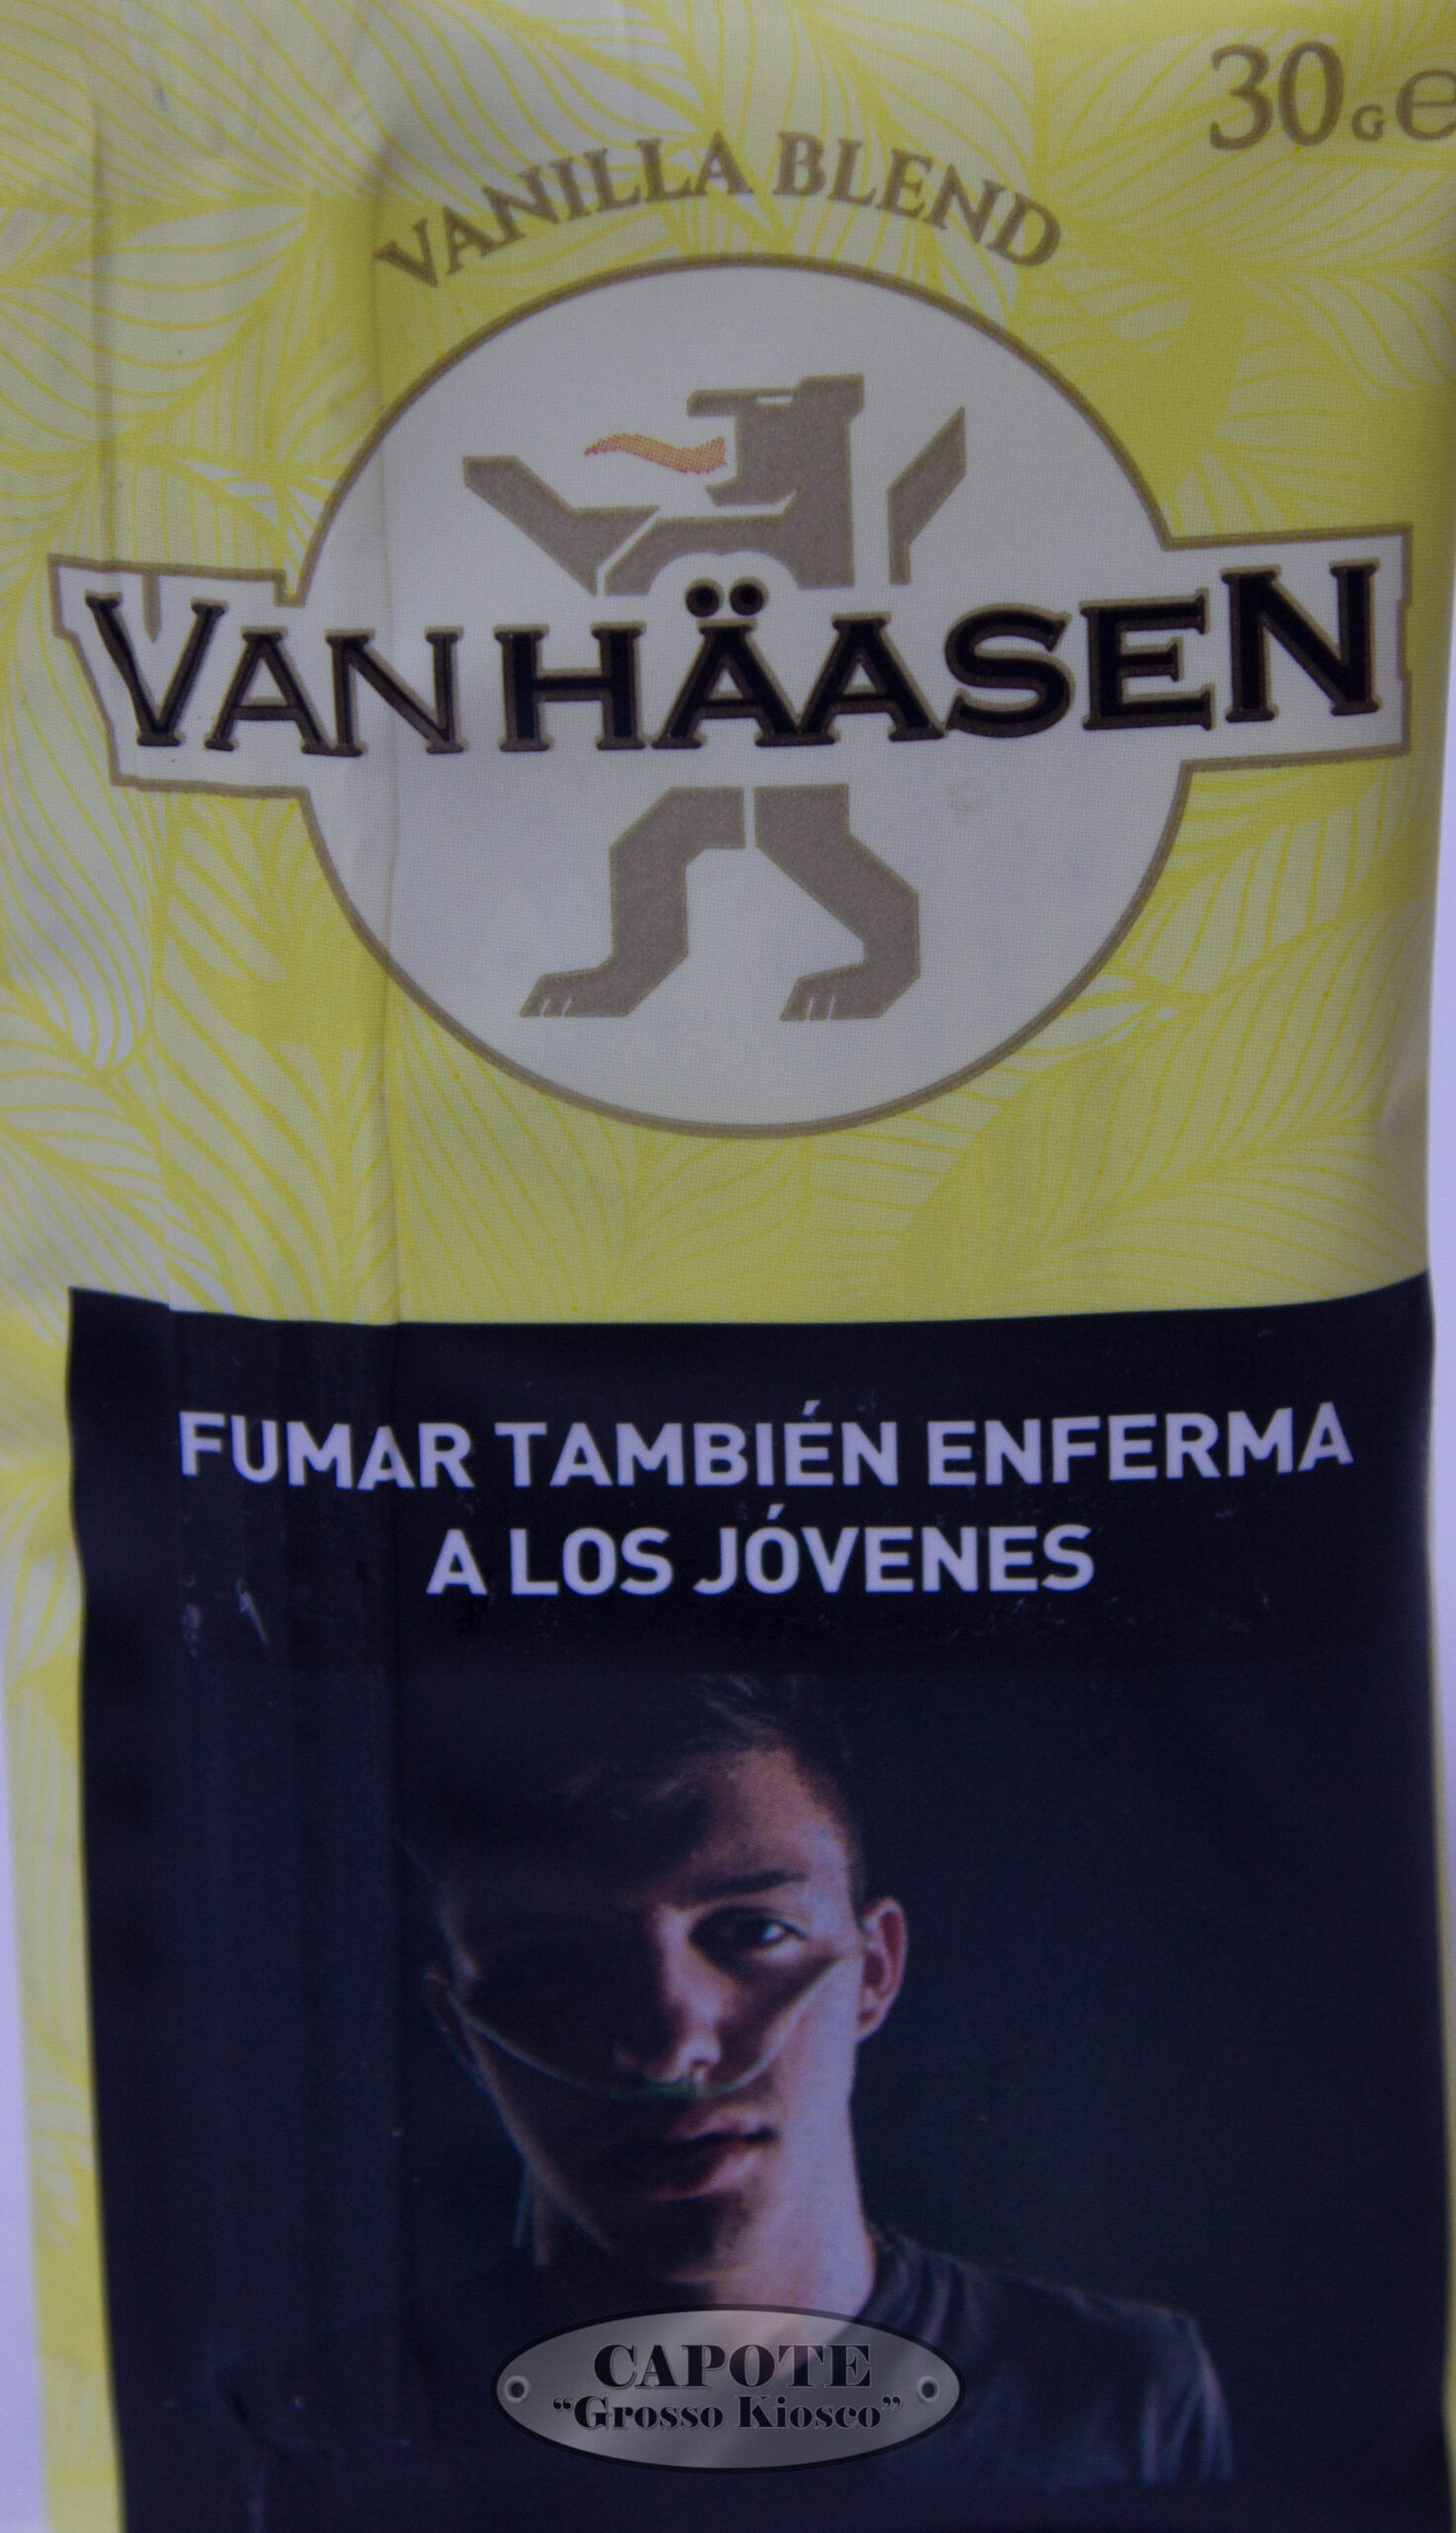 30G℮
VANILLA BLEND
VAN HÄASEN
FUMAR TAMBIÉN ENFERMA
A LOS JÓVENES
CAPOTE
“Grosso Kiosco”